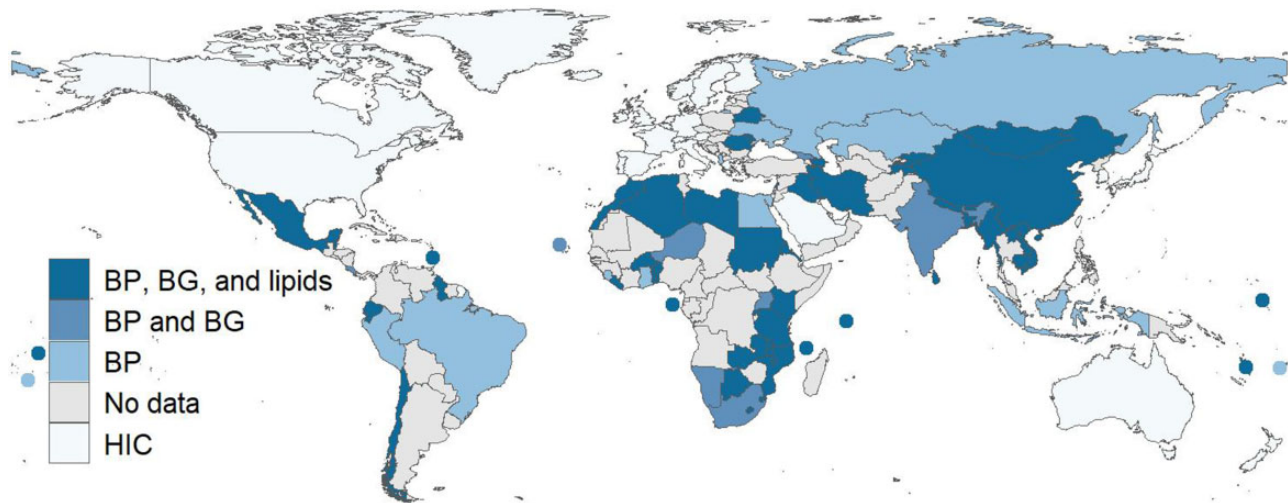 BP, BG, and lipids
BP and BG
BP
No data
HIC